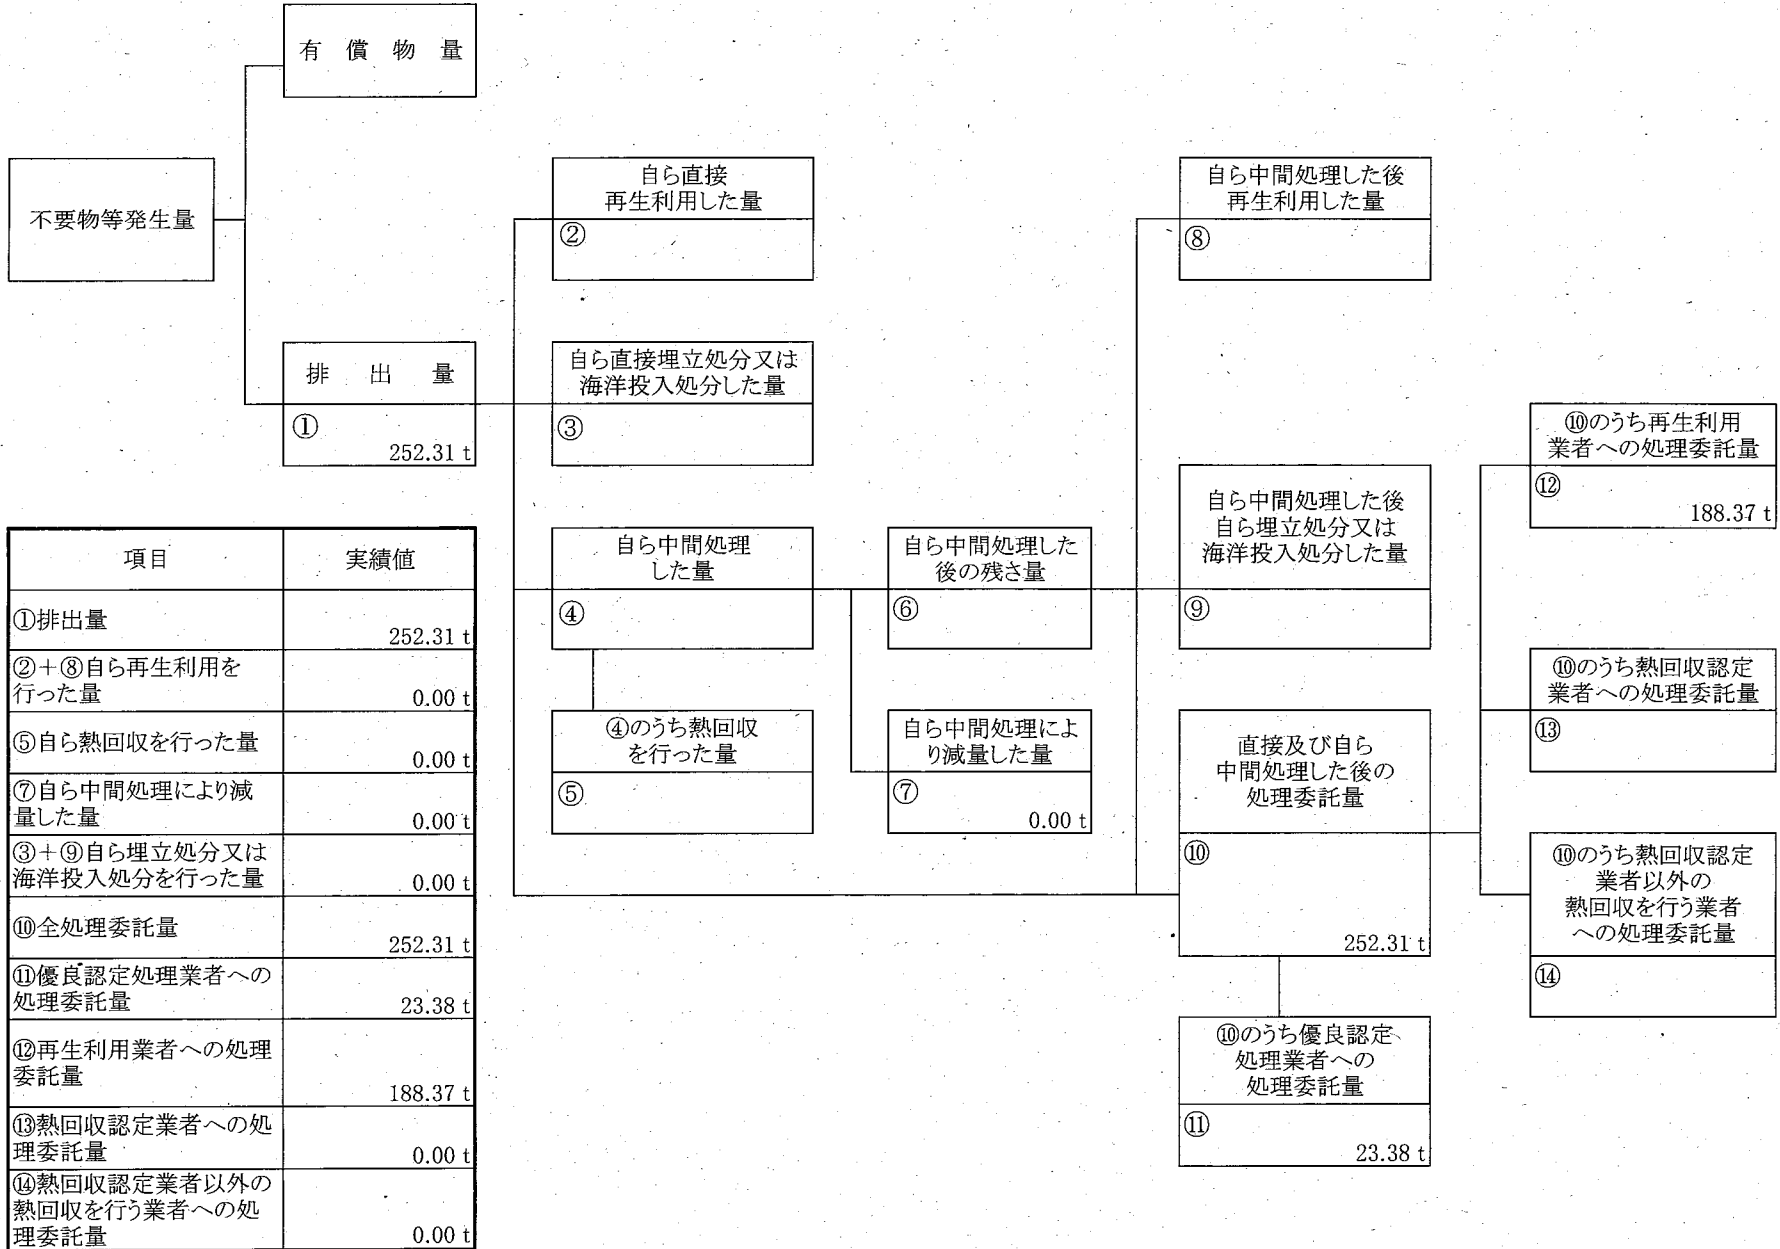 有償物量
不要物等発生量
排出量
①
252.31 t
自ら直接
再生利用した量
②
自ら直接埋立処分又は
海洋投入処分した量
③
自ら中間処理
した量
④
④のうち熱回収
を行った量
⑤
自ら中間処理した
後の残さ量
⑥
自ら中間処理によ
り減量した量
⑦
0.00 t
自ら中間処理した後
再生利用した量
⑧
自ら中間処理した後
自ら埋立処分又は
海洋投入処分した量
⑨
直接及び自ら
中間処理した後の
処理委託量
⑩
252.31 t
⑩のうち優良認定
処理業者への
処理委託量
⑪
23.38 t
⑩のうち再生利用
業者への処理委託量
⑫
188.37 t
⑩のうち熱回収認定
業者への処理委託量
⑬
⑩のうち熱回収認定
業者以外の
熱回収を行う業者
への処理委託量
⑭
項目 実績値
①排出量
252.31 t
②+⑧自ら再生利用を
行った量
0.00 t
⑤自ら熱回収を行った量
0.00 t
⑦自ら中間処理により減
量した量
0.00 t
③+⑨自ら埋立処分又は
海洋投入処分を行った量
0.00 t
⑩全処理委託量
252.31 t
⑪優良認定処理業者への
処理委託量
23.38 t
⑫再生利用業者への処理
委託量
188.37 t
⑬熱回収認定業者への処
理委託量
0.00 t
⑭熱回収認定業者以外の
熱回収を行う業者への処
理委託量
0.00 t